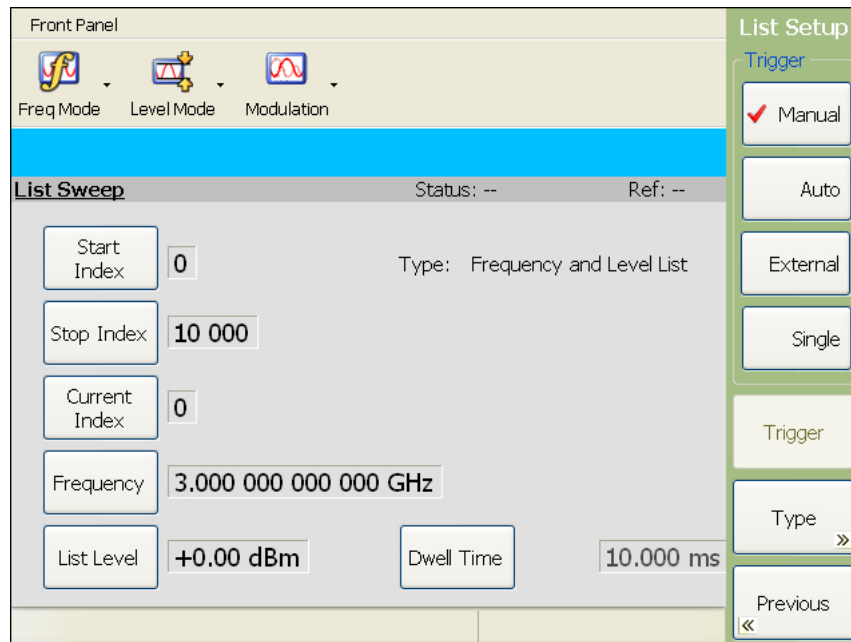 Front Panel
Freq Mode
Level Mode
Modulation
List Sweep
Status: --
Ref: --
Start
Index
0
Type: Frequency and Level List
Stop Index
10 000
Current
Index
0
Frequency
3.000 000 000 000 GHz
List Level
+0.00 dBm
Dwell Time
10.000 ms
List Setup
Trigger
Manual
Auto
External
Single
Trigger
Type
»
Previous
«